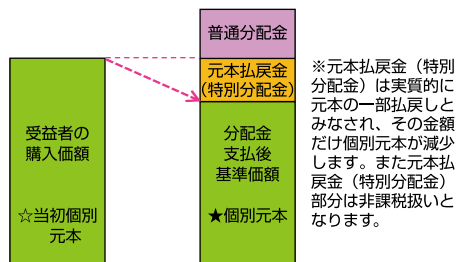 受益者の
購入価額
☆当初個別
元本
普通分配金
元本払戻金
(特別分配金)
分配金
支払後
基準価額
★個別元本
※元本払戻金（特別
分配金）は実質的に
元本の一部払戻しと
みなされ、その金額
だけ個別元本が減少
します。また元本払
戻金（特別分配金）
部分は非課税扱いと
なります。